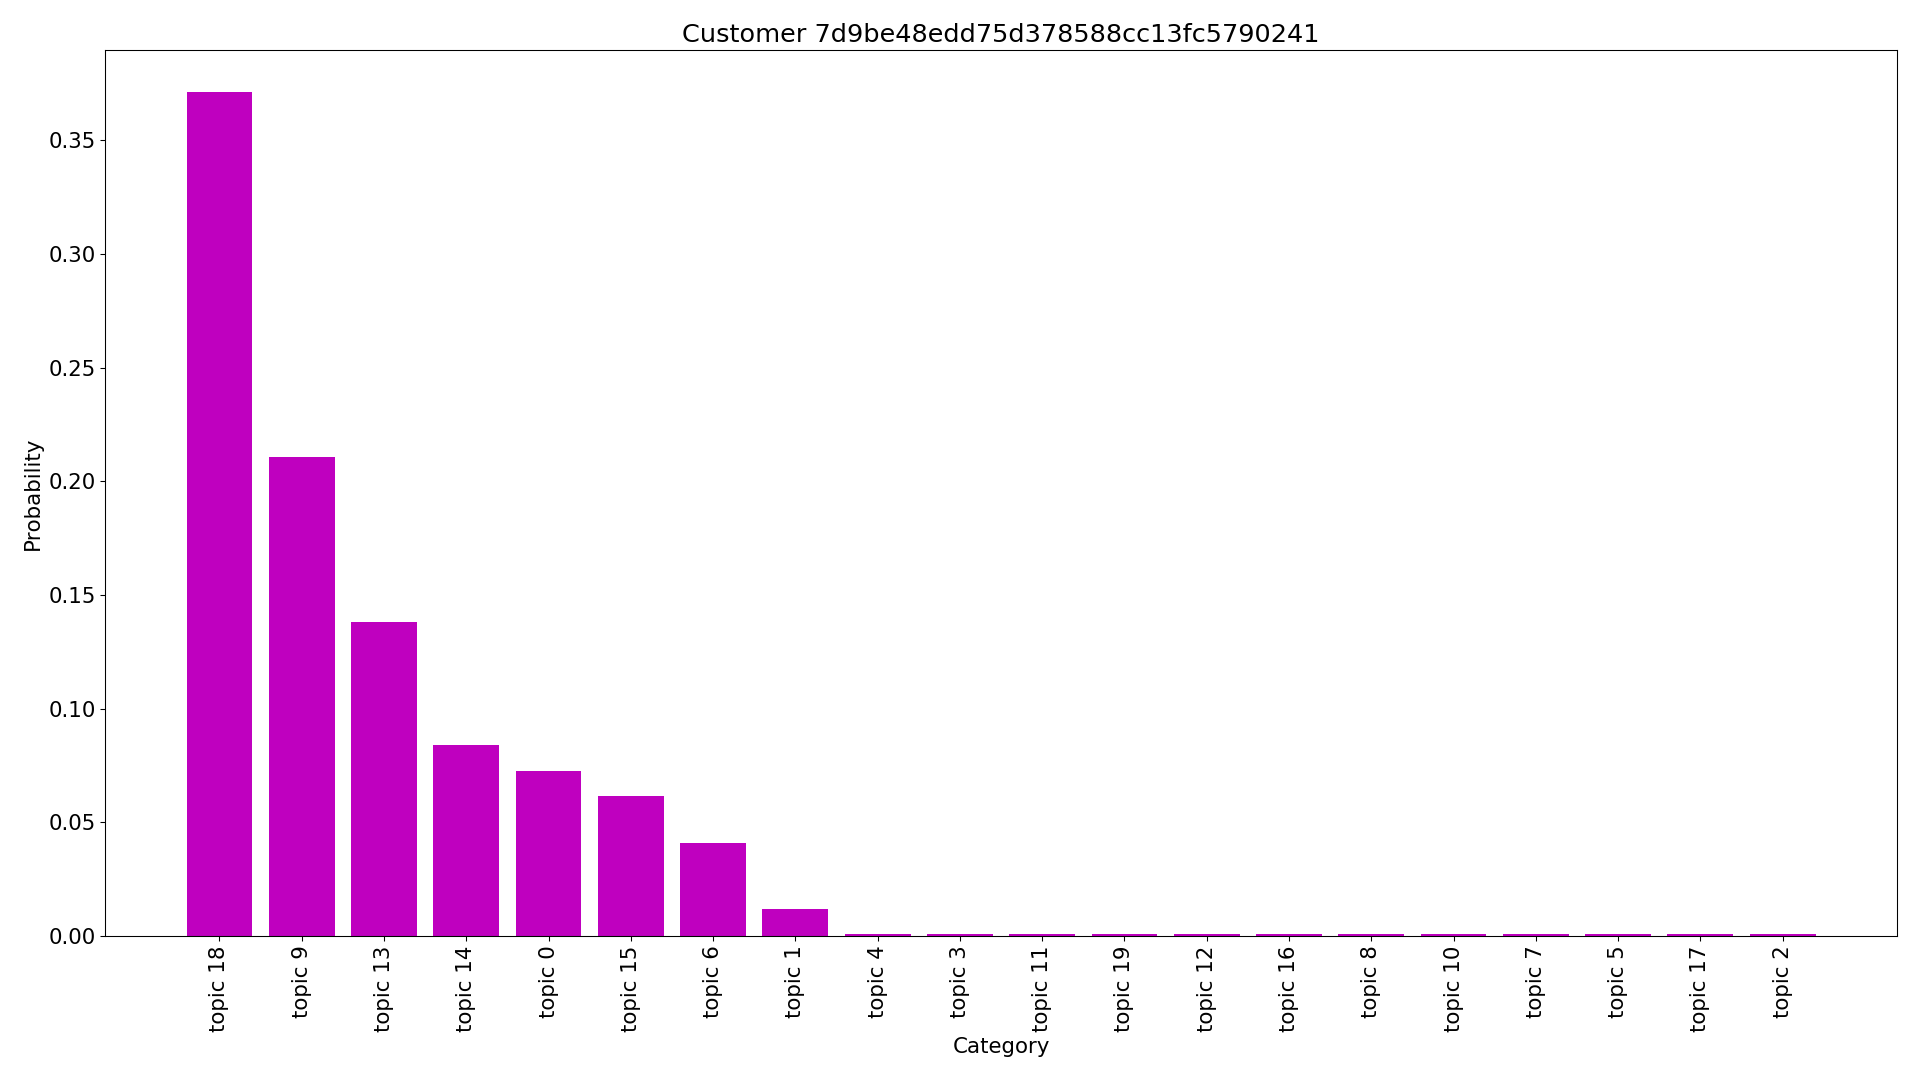 Customer 7d9be48edd75d378588cc13fc5790241
Probability
0.35
0.30
0.25
0.20
0.15
0.10
0.05
0.00
topic 18
topic 9
topic 13
topic 14
topic 0
topic 15
topic 6
topic 1
topic 4
topic 3
topic 11
topic 19
topic 12
topic 16
topic 8
topic 10
topic 7
topic 5
topic 17
topic 2
Category